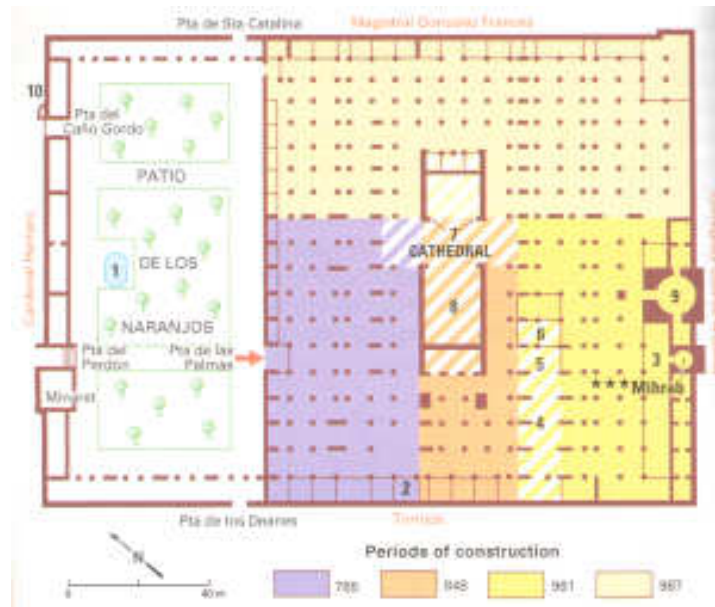 Pta de Sta Catalina
Magistral González Francés
10
Pta del
Caño Gordo
PATIO
DE LOS
NARANJOS
1
Cardenal Herrero
Pta del
Perdón
Pta de las
Palmas
Minaret
7
CATHEDRAL
8
9
6
5
3
*** Mihrab
4
2
Pta de los Deanes
Torrijos
N
0
40 m
Periods of construction
785
848
961
987